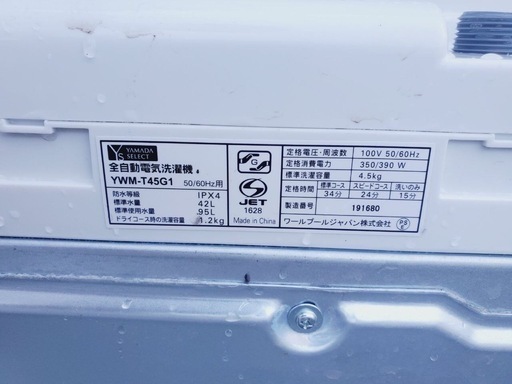 YS YAMADA SELECT
全自動電気洗濯機
YWM-T45G1 50/60Hz用
防水等級 IPX4
標準水量 42L
標準使用水量 95L
ドライコース時の洗濯容量 1.2kg
G
JET
1628
Made in China
定格電圧・周波数 100V 50/60Hz
定格消費電力 350/390 W
標準洗濯容量 4.5kg
標準時間 標準コース スピードコース 洗いのみ
34分 24分 15分
製造番号 191680
ワールプールジャパン株式会社
PS E